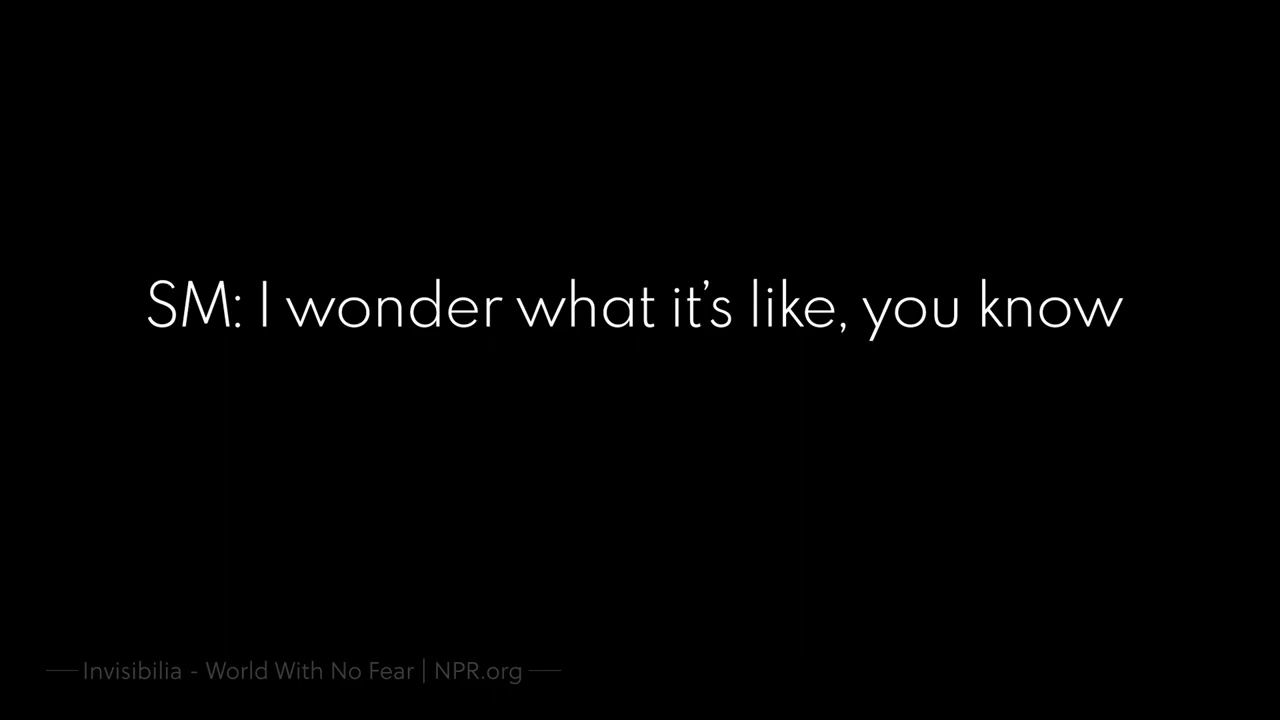 SM: I wonder what it’s like, you know
Invisibilia - World With No Fear | NPR.org